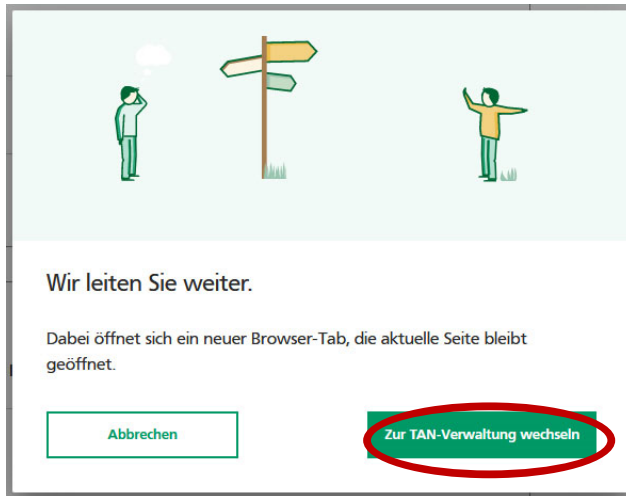 Wir leiten Sie weiter.
Dabei öffnet sich ein neuer Browser-Tab, die aktuelle Seite bleibt
geöffnet.
Abbrechen
Zur TAN-Verwaltung wechseln